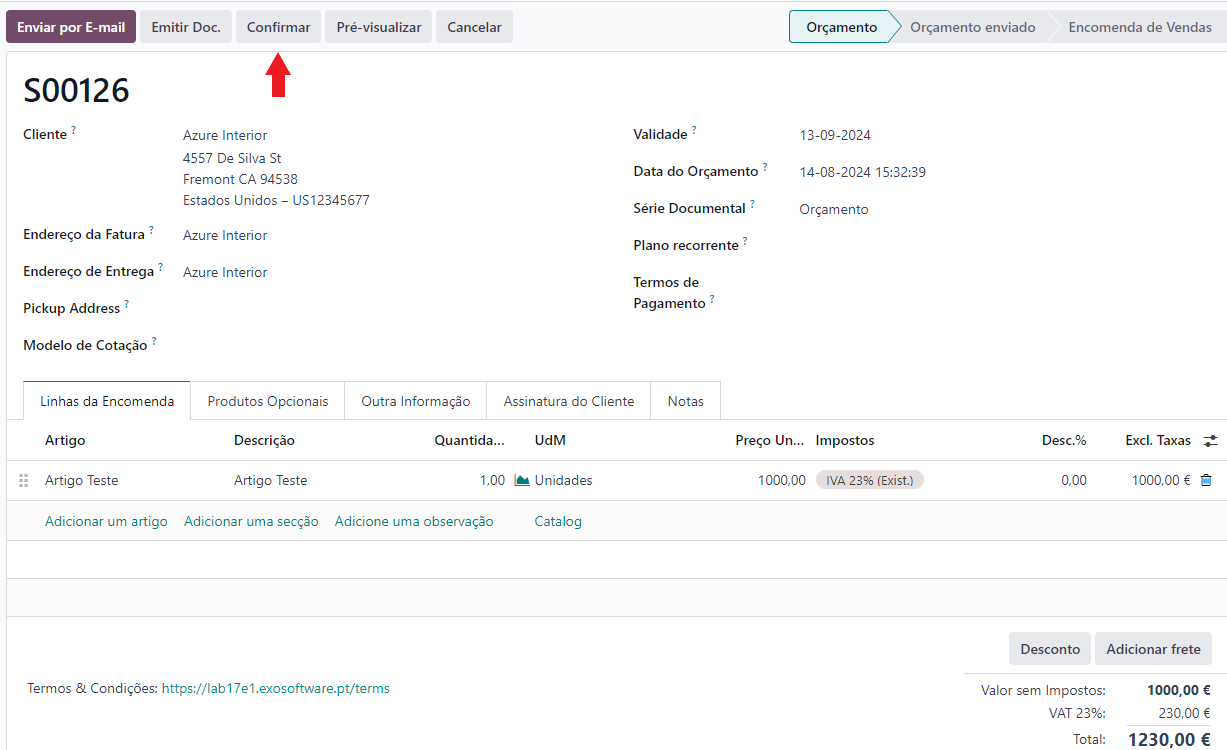 Enviar por E-mail Emitir Doc. Confirmar Pré-visualizar Cancelar Orçamento Orçamento enviado Encomenda de Vendas
S00126
Cliente ? Azure Interior
4557 De Silva St
Fremont CA 94538
Estados Unidos – US12345677
Endereço da Fatura ? Azure Interior
Endereço de Entrega ? Azure Interior
Pickup Address ?
Modelo de Cotação ?
Validade ? 13-09-2024
Data do Orçamento ? 14-08-2024 15:32:39
Série Documental ? Orçamento
Plano recorrente ?
Termos de
Pagamento ?
Linhas da Encomenda Produtos Opcionais Outra Informação Assinatura do Cliente Notas
Artigo Descrição Quantida... UdM Preço Un... Impostos Desc.% Excl. Taxas
Artigo Teste Artigo Teste 1,00 Unidades 1000,00 IVA 23% (Exist.) 0,00 1000,00 €
Adicionar um artigo Adicionar uma secção Adicione uma observação Catalog
Desconto Adicionar frete
Termos & Condições: https://lab17e1.exosoftware.pt/terms
Valor sem Impostos: 1000,00 €
VAT 23%: 230,00 €
Total: 1230,00 €